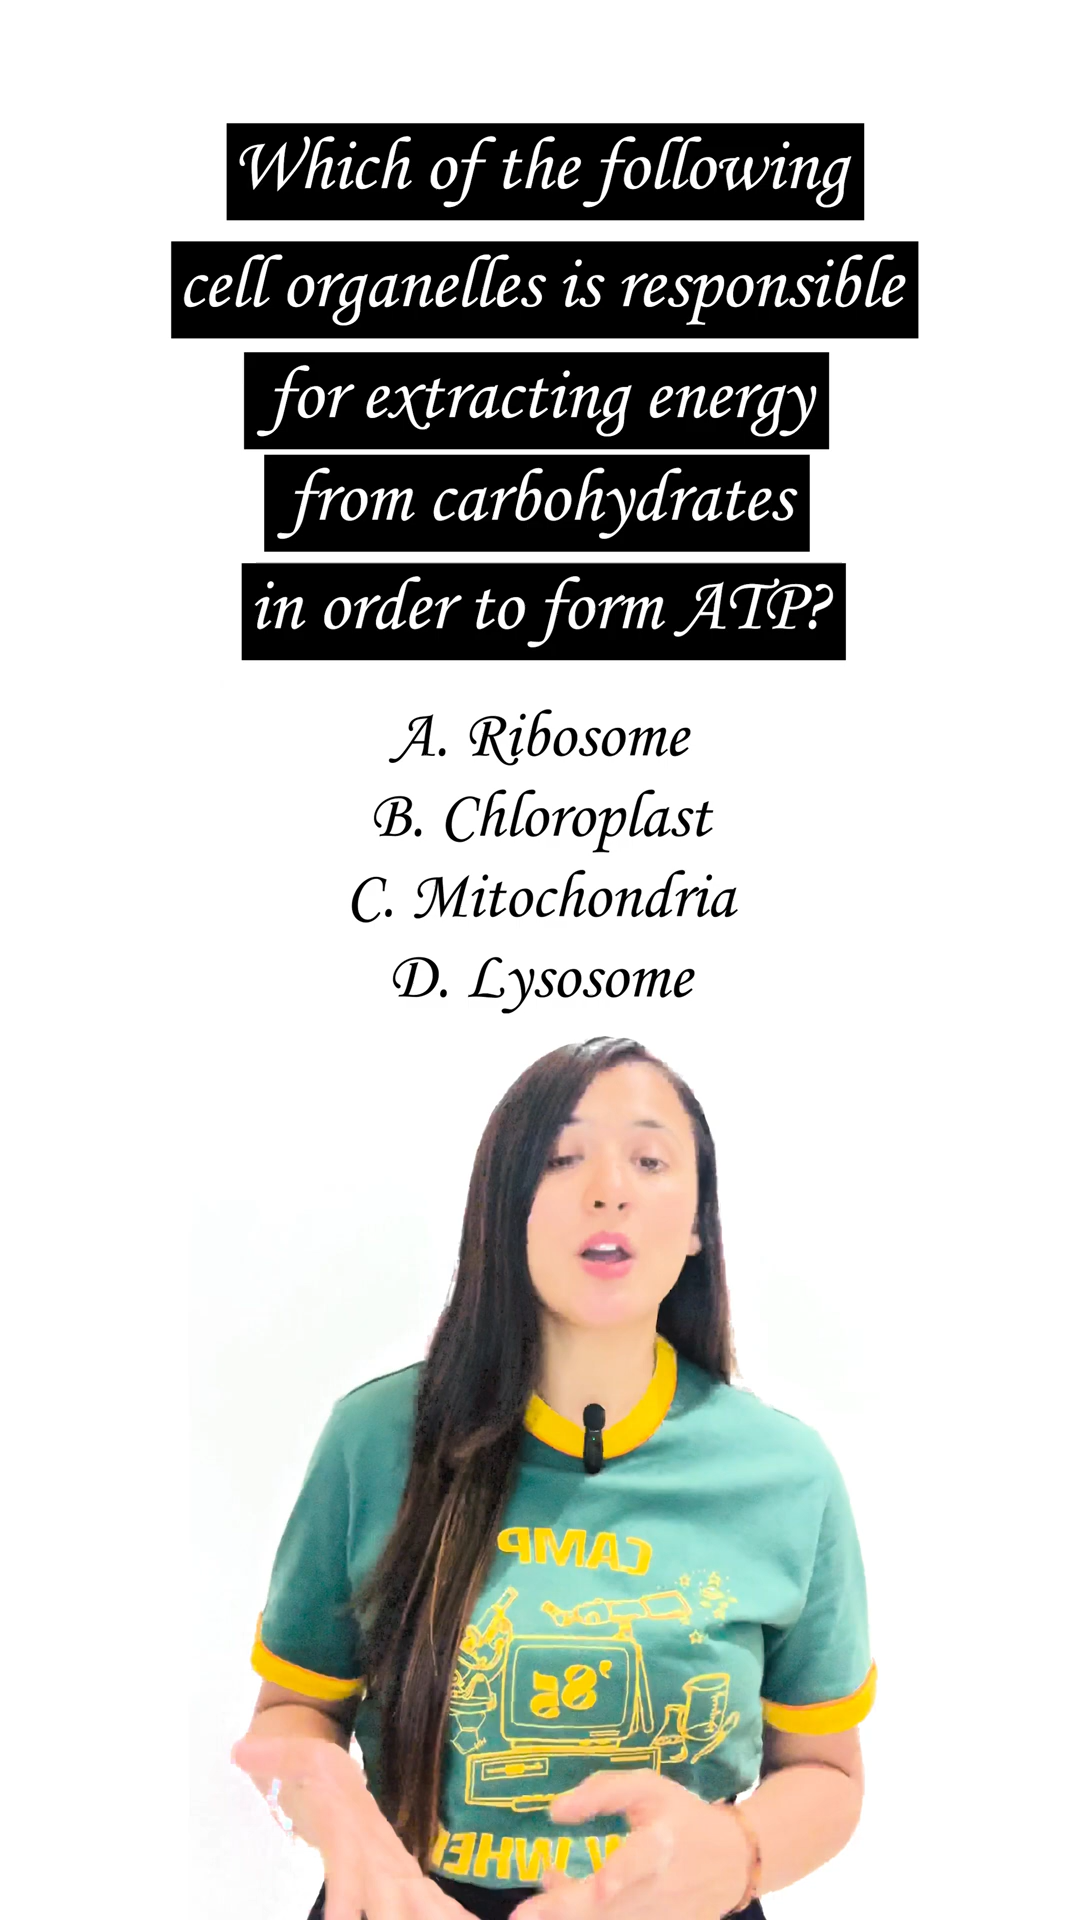 Which of the following
cell organelles is responsible
for extracting energy
from carbohydrates
in order to form ATP?
A. Ribosome
B. Chloroplast
C. Mitochondria
D. Lysosome
CAMP
'85